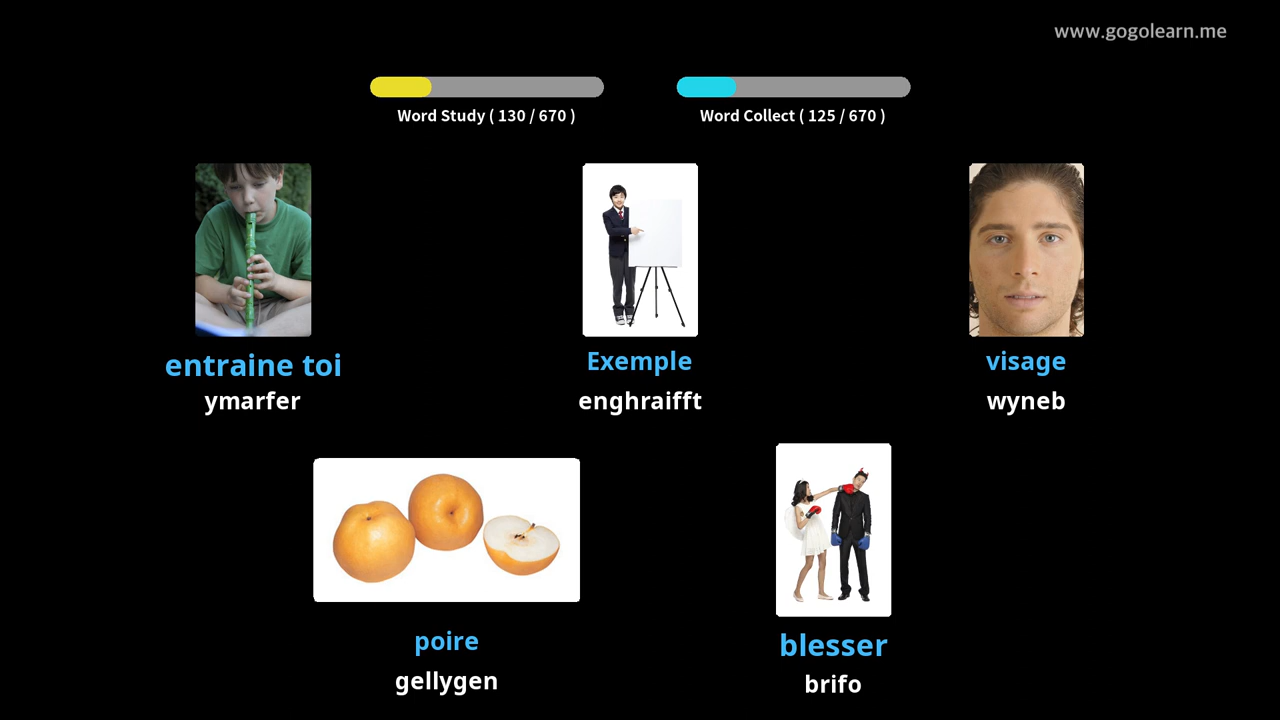 www.gogolearn.me
Word Study ( 130 / 670 )
Word Collect ( 125 / 670 )
entraine toi
ymarfer
Exemple
enghraifft
visage
wyneb
poire
gellygen
blesser
brifo